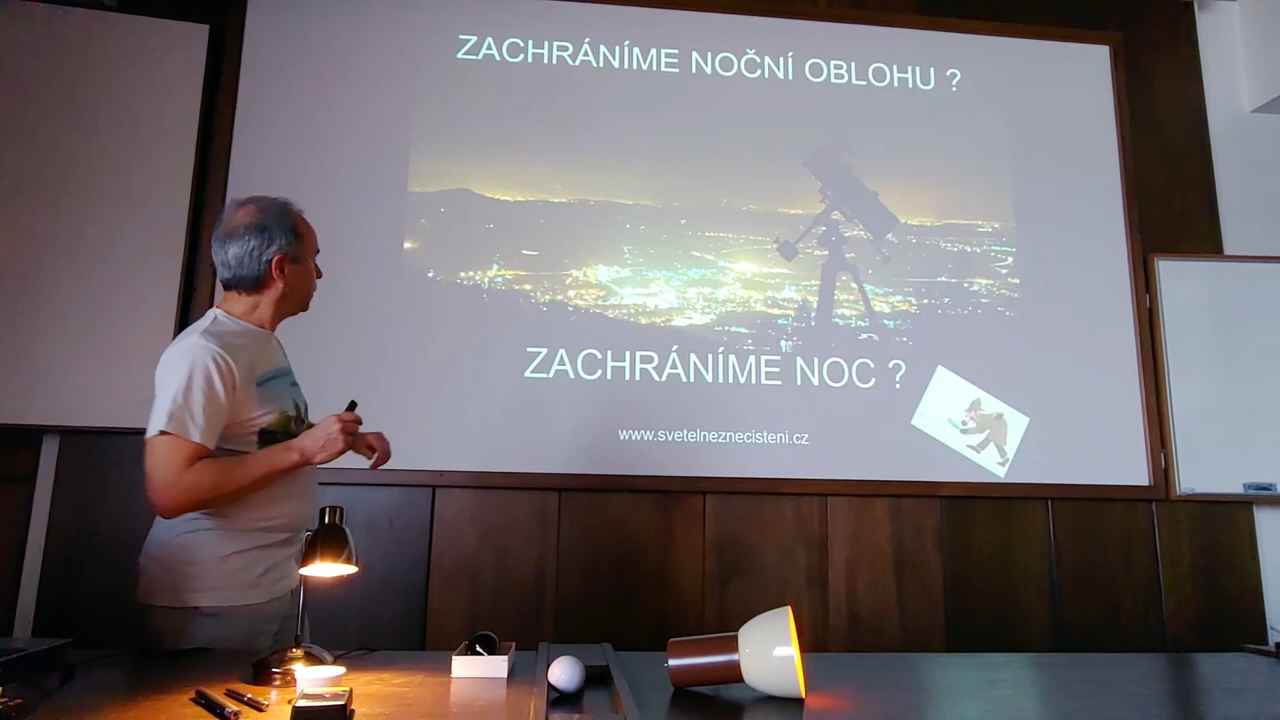 ZACHRÁNÍME NOČNÍ OBLOHU ?
ZACHRÁNÍME NOC ?
www.svetelneznecisteni.cz